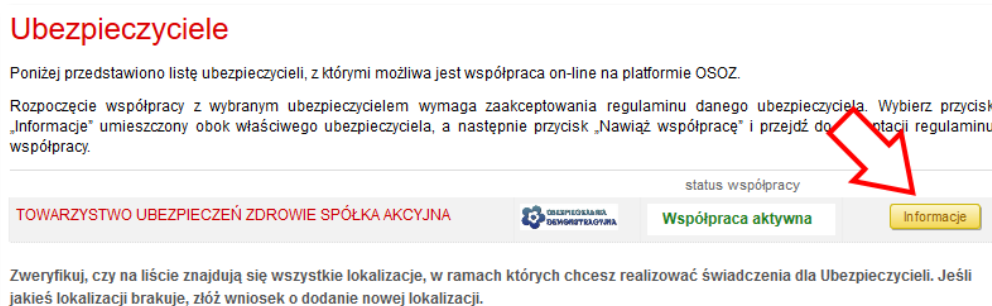 Ubezpieczyciele
Poniżej przedstawiono listę ubezpieczycieli, z którymi możliwa jest współpraca on-line na platformie OSOZ.
Rozpoczęcie współpracy z wybranym ubezpieczycielem wymaga zaakceptowania regulaminu danego ubezpieczyciela. Wybierz przycisk
„Informacje” umieszczony obok właściwego ubezpieczyciela, a następnie przycisk „Nawiąż współpracę” i przejdź do ptacji regulaminu
współpracy.
status współpracy
TOWARZYSTWO UBEZPIECZEŃ ZDROWIE SPÓŁKA AKCYJNA DEMONSTRACYJNA Współpraca aktywna Informacje
Zweryfikuj, czy na liście znajdują się wszystkie lokalizacje, w ramach których chcesz realizować świadczenia dla Ubezpieczycieli. Jeśli
jakieś lokalizacji brakuje, złóż wniosek o dodanie nowej lokalizacji.